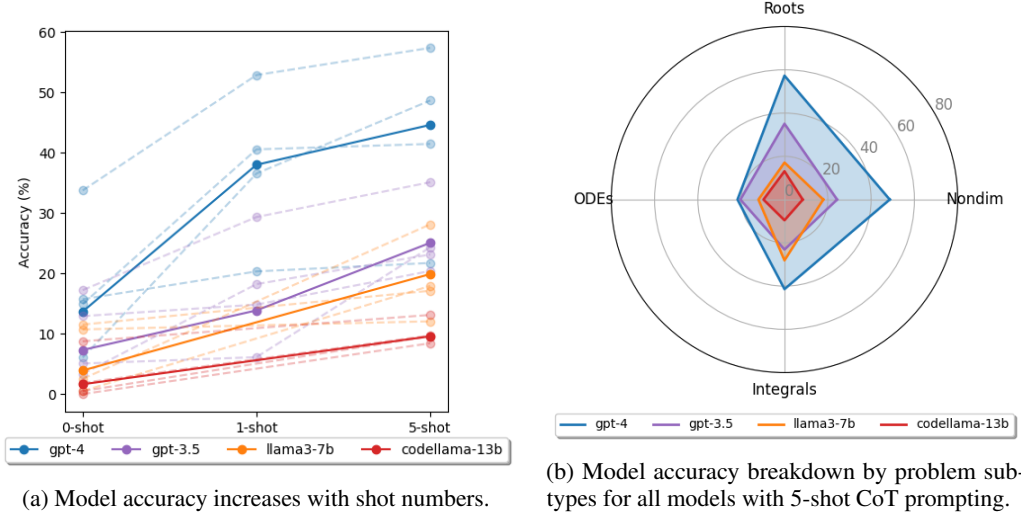 60
50
40
30
20
10
0
Accuracy (%)
0-shot
1-shot
5-shot
gpt-4
gpt-3.5
llama3-7b
codellama-13b
(a) Model accuracy increases with shot numbers.
Roots
80
60
40
20
0
ODEs
Nondim
Integrals
gpt-4
gpt-3.5
llama3-7b
codellama-13b
(b) Model accuracy breakdown by problem sub-
types for all models with 5-shot CoT prompting.